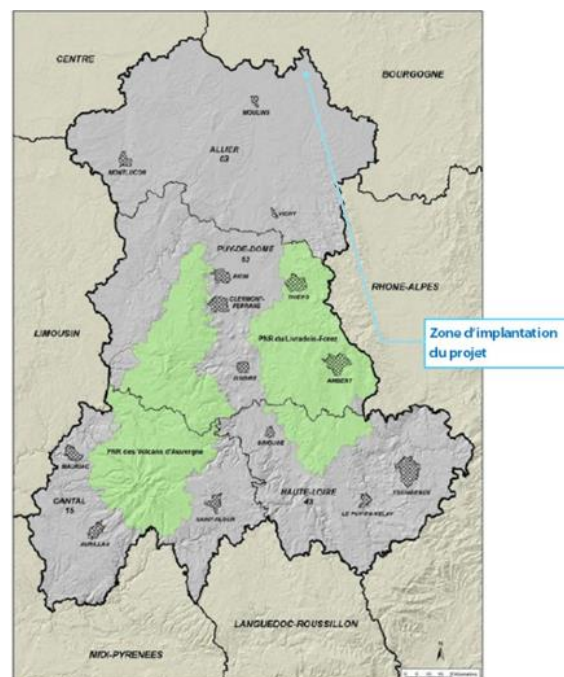 CENTRE
BOURGOGNE
MOULINS
ALLIER
03
MONTLUCON
VICHY
PUY-DE-DOME
63
RIOM
THIERS
CLERMONT-FERRAND
RHONE-ALPES
LIMOUSIN
Zone d'implantation
du projet
PNR du Livradois-Forez
ISSOIRE
AMBERT
BRIOUDE
PNR des Volcans d'Auvergne
MAURIAC
YSSINGEAUX
CANTAL
15
HAUTE-LOIRE
43
SAINT-FLOUR
LE PUY-EN-VELAY
AURILLAC
LANGUEDOC-ROUSSILLON
MIDI-PYRENEES
N